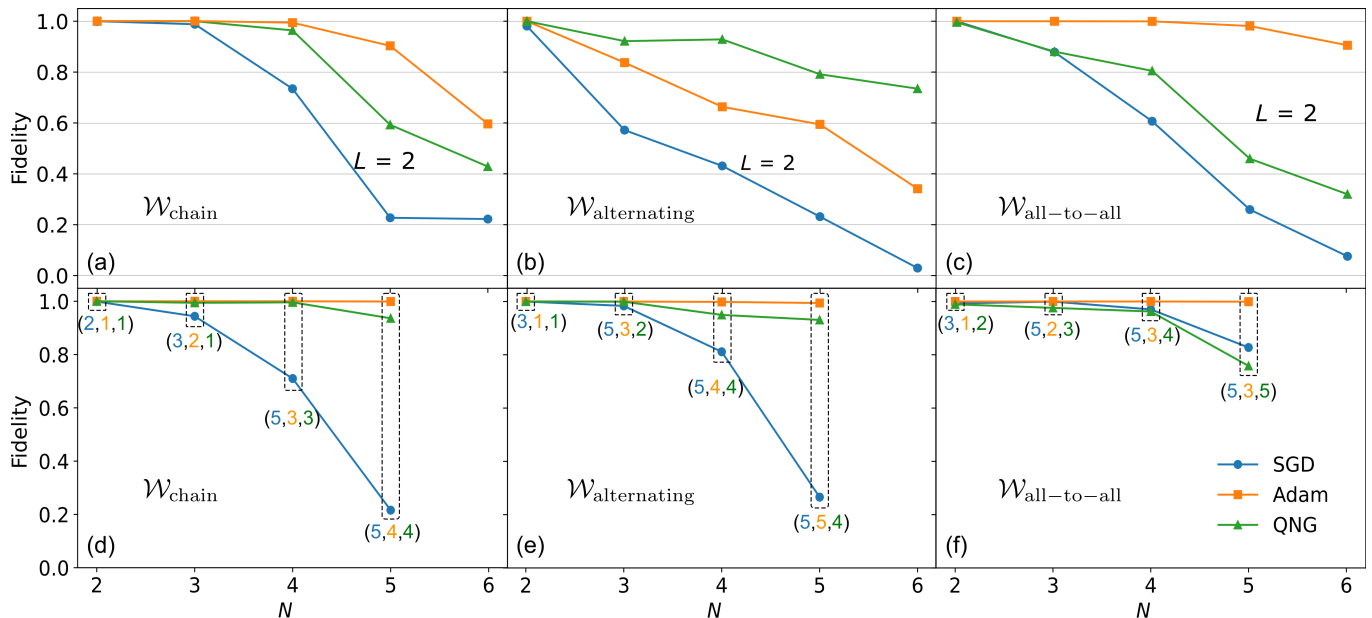 Fidelity
1.0
0.8
0.6
0.4
0.2
0.0
L = 2
𝒲chain
(a)
L = 2
𝒲alternating
(b)
L = 2
𝒲all−to−all
(c)
Fidelity
1.0
0.8
0.6
0.4
0.2
0.0
(2,1,1)
(3,2,1)
(5,3,3)
(5,4,4)
𝒲chain
(d)
2 3 4 5 6
N
(3,1,1)
(5,3,2)
(5,4,4)
(5,5,4)
𝒲alternating
(e)
3 4 5 6
N
(3,1,2)
(5,2,3)
(5,3,4)
(5,3,5)
𝒲all−to−all
(f)
SGD
Adam
QNG
2 3 4 5 6
N